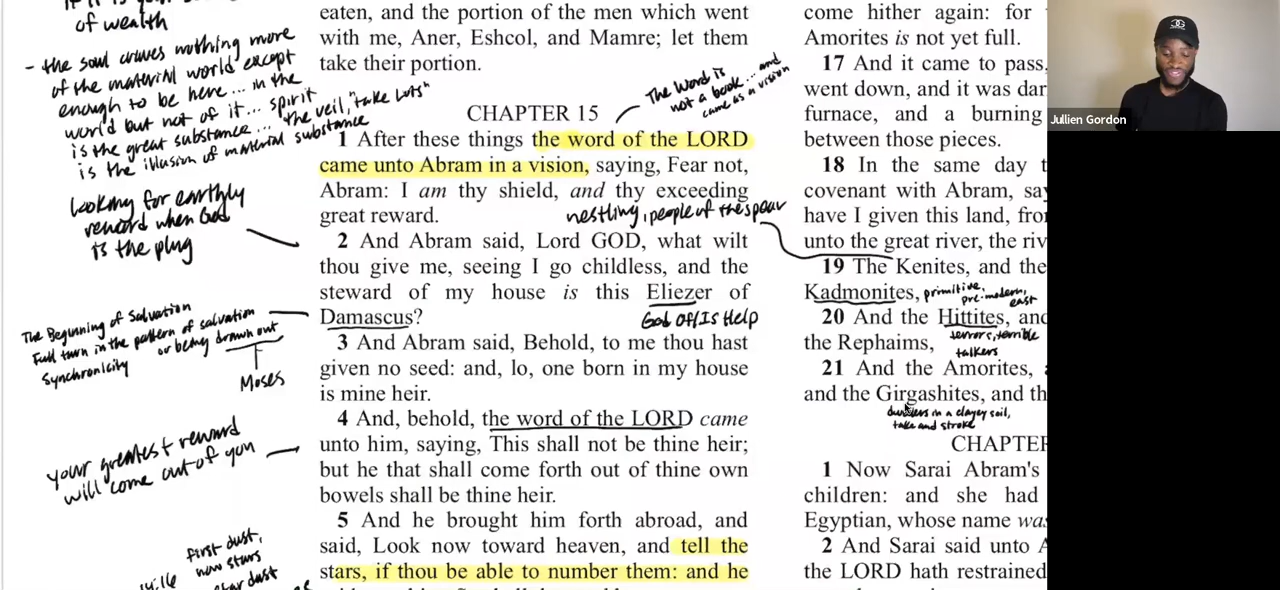 of wealth
- the soul craves nothing more
of the material world except
enough to be here... in the
world but not of it... spirit
is the great substance... "the veil, "take Lots"
is the illusion of material substance
looking for earthly
reward when God
is the plug
The Beginning of Salvation
Full turn in the pattern of salvation
Synchronicity or being drawn out
Moses
your greatest reward
will come out of you
first dust,
now stars
star dust
eaten, and the portion of the men which went
with me, Aner, Eshcol, and Mamre; let them
take their portion.
The Word is
not a book... and
came as a vision
CHAPTER 15
1 After these things the word of the LORD
came unto Abram in a vision, saying, Fear not,
Abram: I am thy shield, and thy exceeding
great reward.
nestling, people of the spear
2 And Abram said, Lord GOD, what wilt
thou give me, seeing I go childless, and the
steward of my house is this Eliezer of
Damascus?
God of/Is Help
3 And Abram said, Behold, to me thou hast
given no seed: and, lo, one born in my house
is mine heir.
4 And, behold, the word of the LORD came
unto him, saying, This shall not be thine heir;
but he that shall come forth out of thine own
bowels shall be thine heir.
5 And he brought him forth abroad, and
said, Look now toward heaven, and tell the
stars, if thou be able to number them: and he
come hither again: for
Amorites is not yet full.
17 And it came to pass,
went down, and it was dar
furnace, and a burning
between those pieces.
18 In the same day t
covenant with Abram, say
have I given this land, fro
unto the great river, the riv
19 The Kenites, and the
Kadmonites, primitive,
pre-modern,
east
20 And the Hittites, and
the Rephaims, terrors, terrible
talkers
21 And the Amorites,
and the Girgashites, and th
dwellers in a clayey soil,
take and stroke
CHAPTER
1 Now Sarai Abram's
children: and she had
Egyptian, whose name wa
2 And Sarai said unto A
the LORD hath restrained
Jullien Gordon